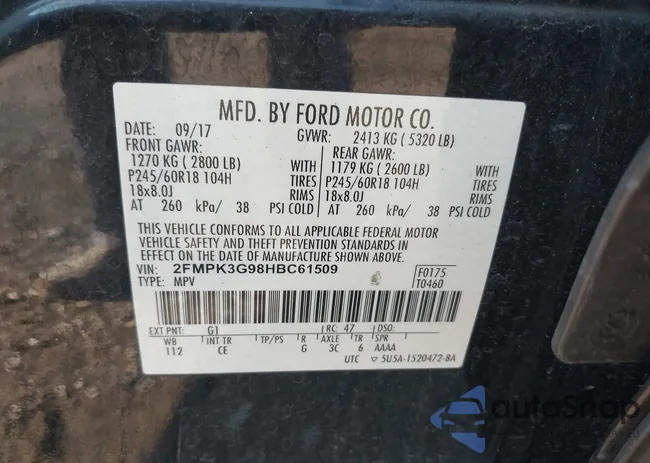 MFD. BY FORD MOTOR CO.
DATE: 09/17 GVWR: 2413 KG ( 5320 LB)
FRONT GAWR: REAR GAWR:
1270 KG ( 2800 LB) WITH 1179 KG ( 2600 LB) WITH
P245/60R18 104H TIRES P245/60R18 104H TIRES
18x8.0J RIMS 18x8.0J RIMS
AT 260 kPa/ 38 PSI COLD AT 260 kPa/ 38 PSI COLD
THIS VEHICLE CONFORMS TO ALL APPLICABLE FEDERAL MOTOR
VEHICLE SAFETY AND THEFT PREVENTION STANDARDS IN
EFFECT ON THE DATE OF MANUFACTURE SHOWN ABOVE.
VIN: 2FMPK3G98HBC61509 F0175
TYPE: MPV T0460
EXT PNT: G1 RC: 47 DSO:
WB INT TR TP/PS R AXLE TR SPR
112 CE G 3C 6 AAAA
UTC ▽ 5U5A-1520472-BA
autoSnap